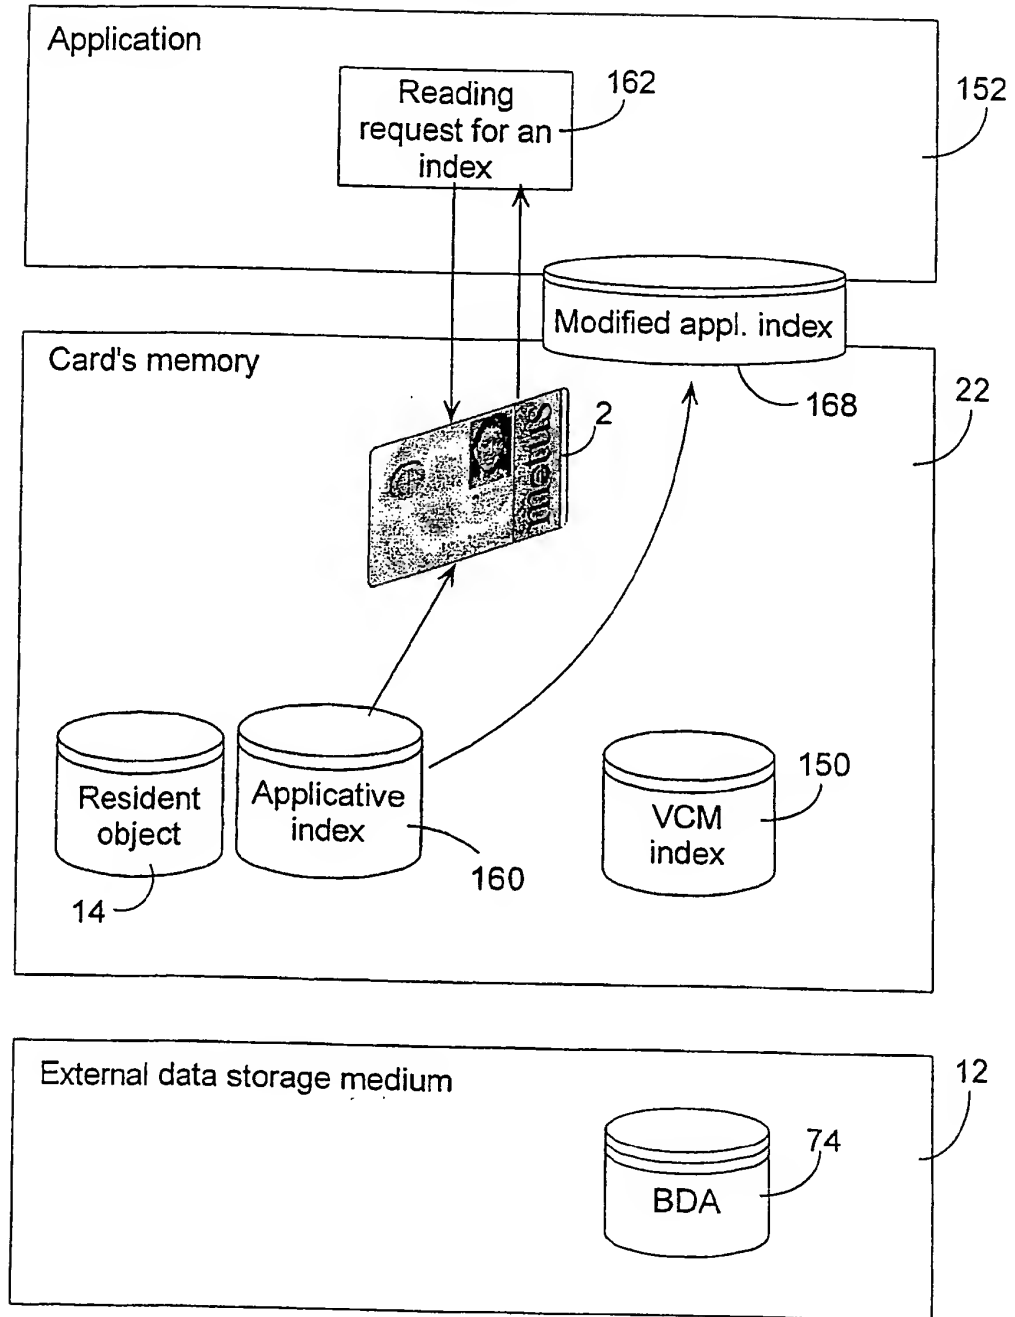 Application
Reading
request for an
index
162
152
Modified appl. index
168
Card's memory
22
2
Resident
object
14
Applicative
index
160
VCM
index
150
External data storage medium
12
BDA
74